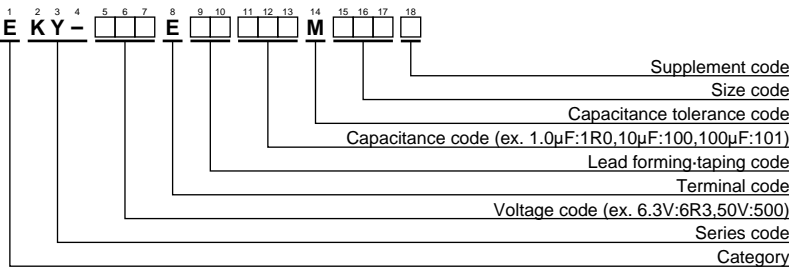 1 2 3 4 5 6 7 8 9 10 11 12 13 14 15 16 17 18
E K Y – □□□ E □□ □□□ M □□□ □
Supplement code
Size code
Capacitance tolerance code
Capacitance code (ex. 1.0μF:1R0,10μF:100,100μF:101)
Lead forming·taping code
Terminal code
Voltage code (ex. 6.3V:6R3,50V:500)
Series code
Category